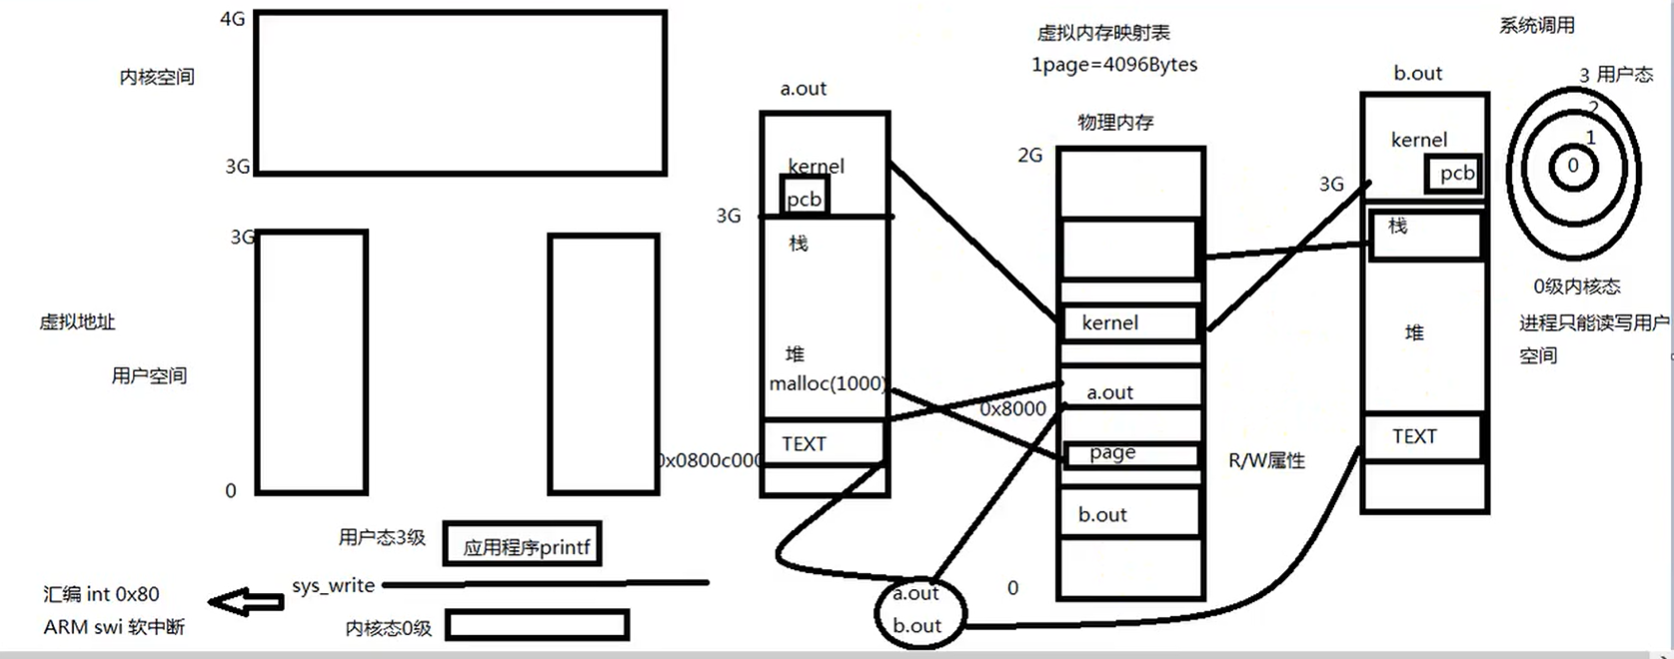 4G
内核空间
3G
3G
虚拟地址
用户空间
0
用户态3级
应用程序printf
sys_write
汇编 int 0x80
ARM swi 软中断
内核态0级
a.out
kernel
pcb
3G
栈
堆
malloc(1000)
TEXT
0x0800c000
虚拟内存映射表
1page=4096Bytes
物理内存
2G
kernel
a.out
0x8000
page
R/W属性
b.out
0
a.out
b.out
b.out
kernel
pcb
3G
栈
堆
TEXT
系统调用
3 用户态
2
1
0
0级内核态
进程只能读写用户
空间